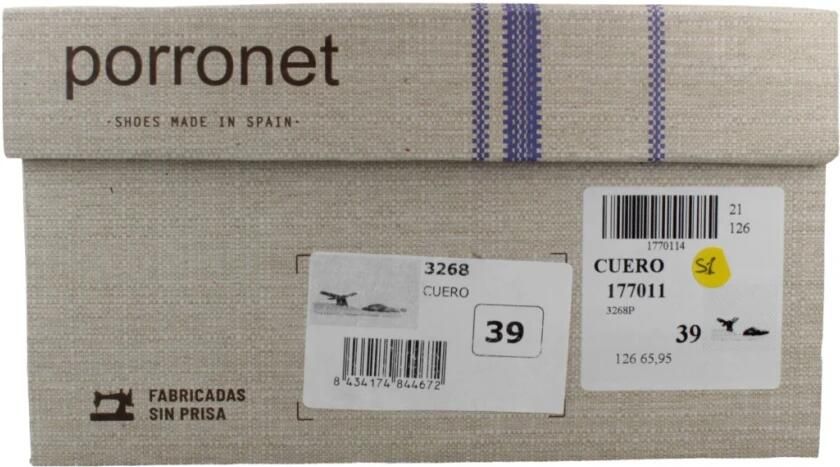 porronet
-SHOES MADE IN SPAIN-
21
126
1770114
CUERO S1
177011
3268P
39
126 65,95
3268
CUERO
39
8 434174 844672
FABRICADAS
SIN PRISA